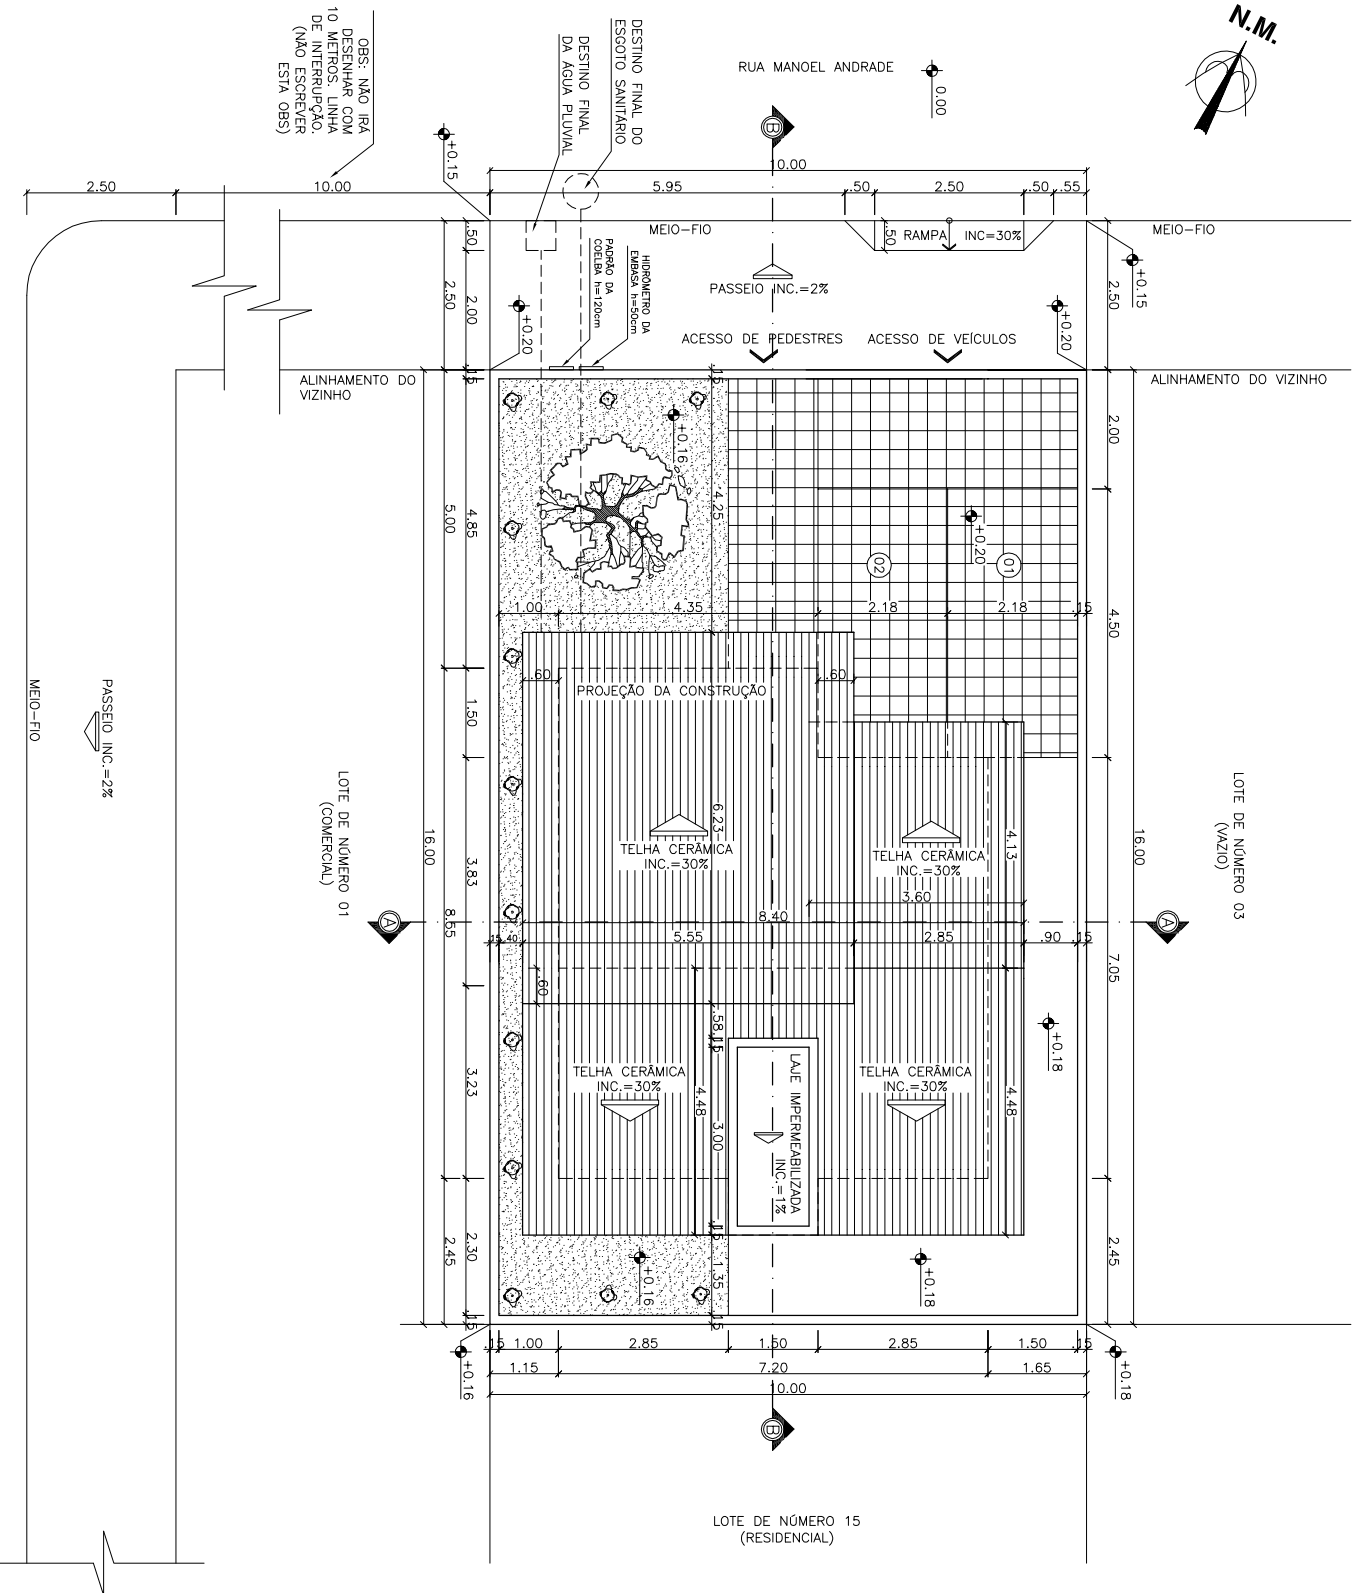 N.M.
RUA MANOEL ANDRADE
0.00
B
DESTINO FINAL DO
ESGOTO SANITÁRIO
DESTINO FINAL
DA ÁGUA PLUVIAL
OBS: NÃO IRÁ
DESENHAR COM
10 METROS. LINHA
DE INTERRUPÇÃO.
(NÃO ESCREVER
ESTA OBS)
+0.15
10.00
2.50
10.00
5.95
.50
2.50
.50
.55
MEIO-FIO
.50
RAMPA
INC=30%
MEIO-FIO
+0.15
.50
2.00
2.50
2.50
PASSEIO INC.=2%
HIDRÔMETRO DA
EMBASA h=50cm
PADRÃO DA
COELBA h=120cm
+0.20
+0.20
ACESSO DE PEDESTRES
ACESSO DE VEÍCULOS
ALINHAMENTO DO
VIZINHO
ALINHAMENTO DO VIZINHO
.15
.15
2.00
+0.16
4.25
+0.20
4.85
5.00
02
01
1.00
4.35
2.18
2.18
.15
4.50
.60
PROJEÇÃO DA CONSTRUÇÃO
.60
1.50
MEIO-FIO
PASSEIO INC.=2%
LOTE DE NÚMERO 01
(COMERCIAL)
LOTE DE NÚMERO 03
(VAZIO)
16.00
16.00
6.23
4.13
TELHA CERÂMICA
INC.=30%
TELHA CERÂMICA
INC.=30%
3.83
8.65
3.60
8.40
A
A
.15
.40
5.55
2.85
.90
.15
7.05
.60
.58
.15
+0.18
LAJE IMPERMEABILIZADA
INC.=1%
TELHA CERÂMICA
INC.=30%
TELHA CERÂMICA
INC.=30%
3.23
4.48
3.00
4.48
.15
1.35
.15
2.30
2.45
2.45
+0.16
+0.18
.15
.15
1.00
2.85
1.50
2.85
1.50
.15
+0.16
+0.18
1.15
7.20
1.65
10.00
B
LOTE DE NÚMERO 15
(RESIDENCIAL)